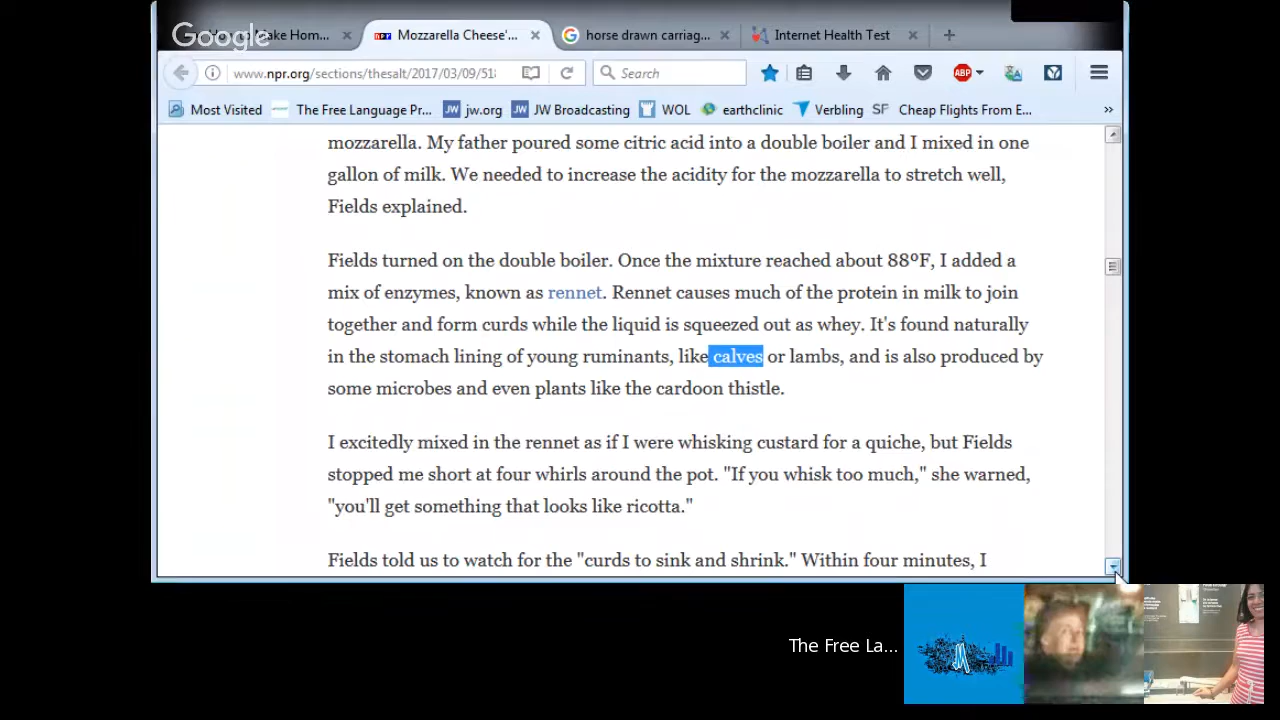 Google
Make Hom...
Mozzarella Cheese'...
horse drawn carriag...
Internet Health Test
www.npr.org/sections/thesalt/2017/03/09/51
Search
ABP
Most Visited
The Free Language Pr...
JW jw.org
JW JW Broadcasting
WOL
earthclinic
Verbling
SF Cheap Flights From E...
mozzarella. My father poured some citric acid into a double boiler and I mixed in one
gallon of milk. We needed to increase the acidity for the mozzarella to stretch well,
Fields explained.
Fields turned on the double boiler. Once the mixture reached about 88ºF, I added a
mix of enzymes, known as rennet. Rennet causes much of the protein in milk to join
together and form curds while the liquid is squeezed out as whey. It's found naturally
in the stomach lining of young ruminants, like calves or lambs, and is also produced by
some microbes and even plants like the cardoon thistle.
I excitedly mixed in the rennet as if I were whisking custard for a quiche, but Fields
stopped me short at four whirls around the pot. "If you whisk too much," she warned,
"you'll get something that looks like ricotta."
Fields told us to watch for the "curds to sink and shrink." Within four minutes, I
The Free La...